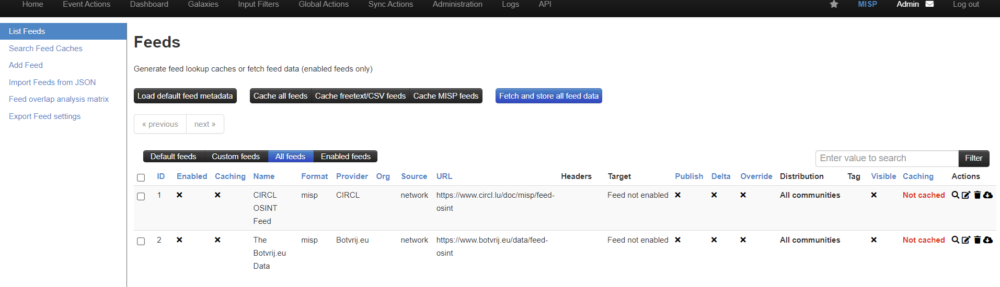 Home Event Actions Dashboard Galaxies Input Filters Global Actions Sync Actions Administration Logs API MISP Admin Log out
List Feeds
Search Feed Caches
Add Feed
Import Feeds from JSON
Feed overlap analysis matrix
Export Feed settings
Feeds
Generate feed lookup caches or fetch feed data (enabled feeds only)
Load default feed metadata Cache all feeds Cache freetext/CSV feeds Cache MISP feeds Fetch and store all feed data
« previous next »
Default feeds Custom feeds All feeds Enabled feeds Enter value to search Filter
ID Enabled Caching Name Format Provider Org Source URL Headers Target Publish Delta Override Distribution Tag Visible Caching Actions
1 CIRCL misp CIRCL network https://www.circl.lu/doc/misp/feed- Feed not enabled All communities Not cached
OSINT osint
Feed
2 The misp Botvrij.eu network https://www.botvrij.eu/data/feed- Feed not enabled All communities Not cached
Botvrij.eu osint
Data